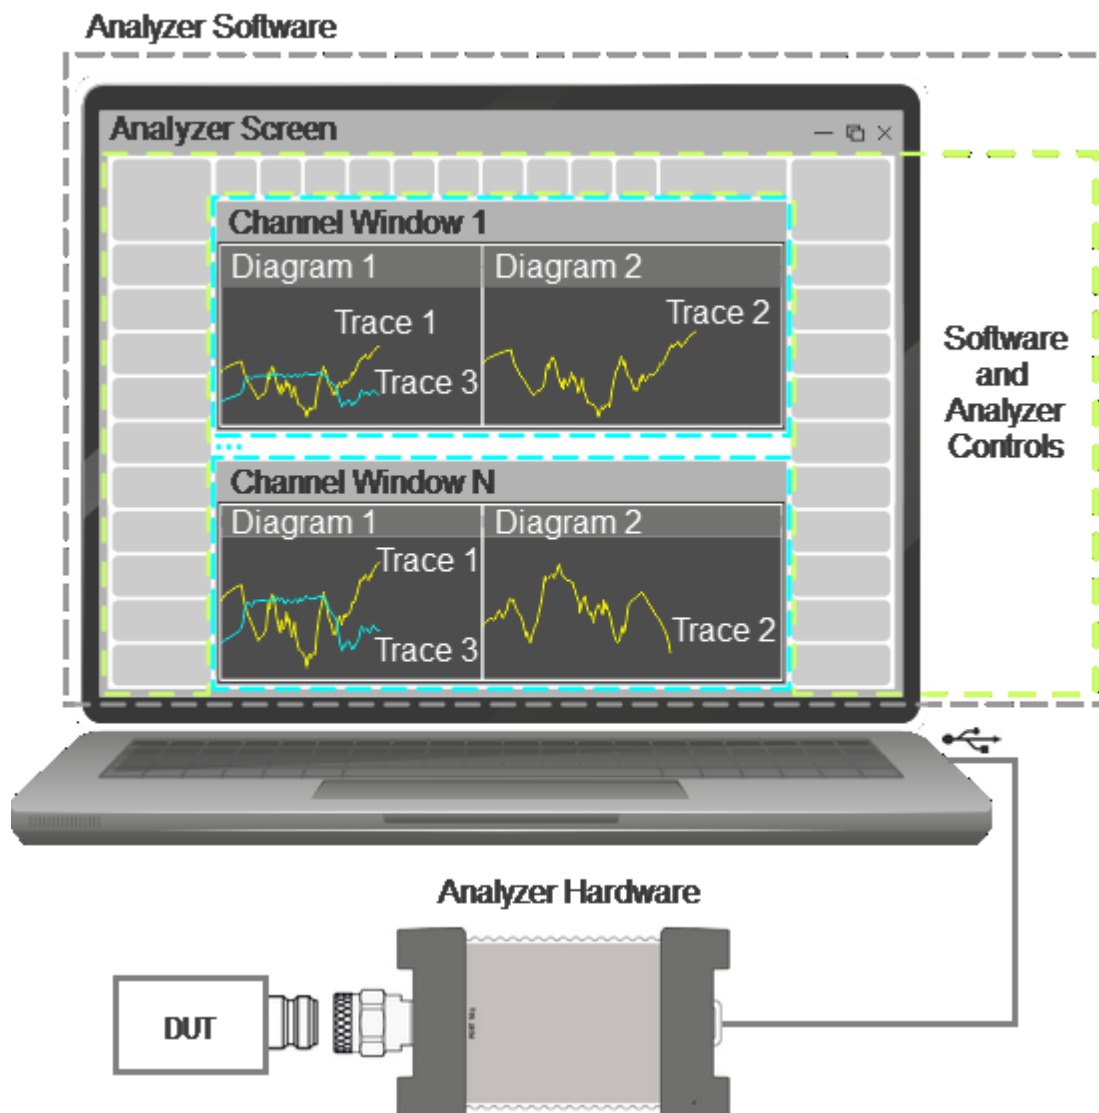 Analyzer Software
Analyzer Screen
Channel Window 1
Diagram 1
Diagram 2
Trace 1
Trace 2
Trace 3
Software
and
Analyzer
Controls
...
Channel Window N
Diagram 1
Diagram 2
Trace 1
Trace 3
Trace 2
Analyzer Hardware
DUT